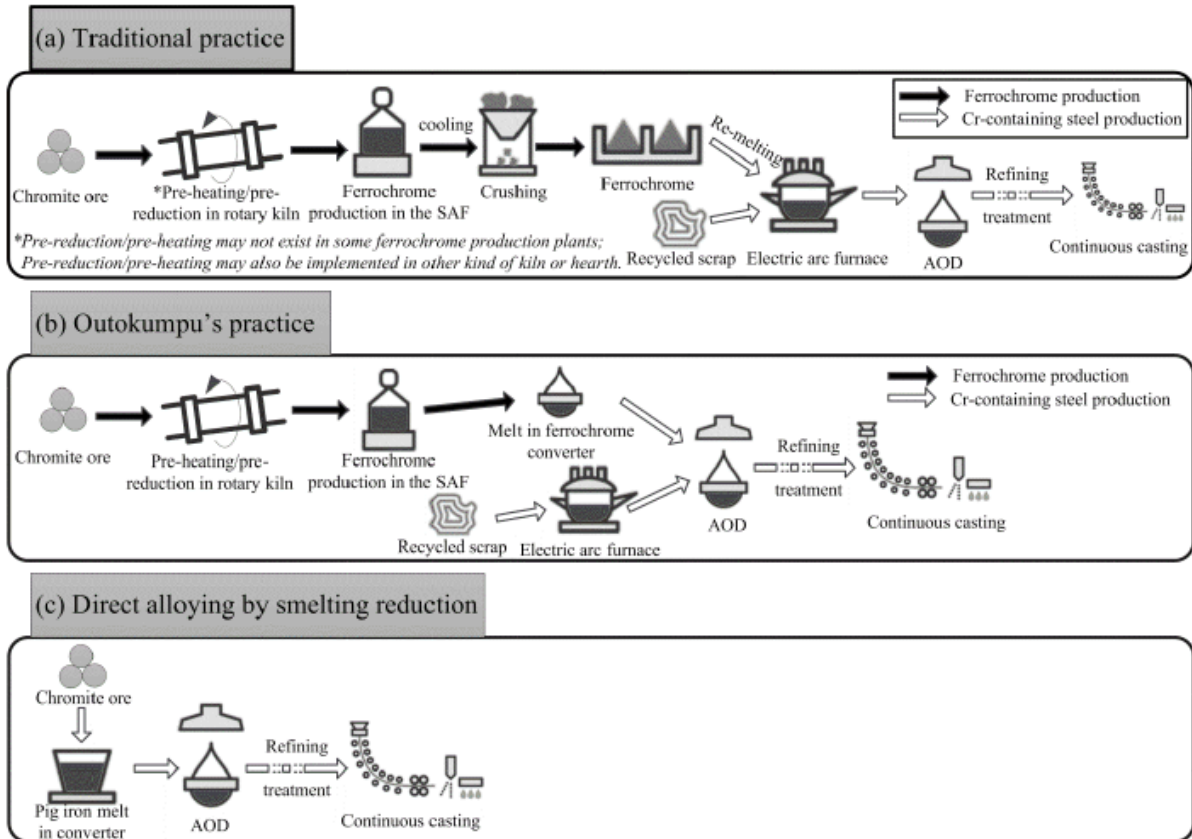 (a) Traditional practice
Ferrochrome production
Cr-containing steel production
cooling
Re-melting
Refining
treatment
Chromite ore
*Pre-heating/pre-
reduction in rotary kiln
Ferrochrome
production in the SAF
Crushing
Ferrochrome
Recycled scrap
Electric arc furnace
AOD
Continuous casting
*Pre-reduction/pre-heating may not exist in some ferrochrome production plants;
Pre-reduction/pre-heating may also be implemented in other kind of kiln or hearth.
(b) Outokumpu's practice
Ferrochrome production
Cr-containing steel production
Chromite ore
Pre-heating/pre-
reduction in rotary kiln
Ferrochrome
production in the SAF
Melt in ferrochrome
converter
Recycled scrap
Electric arc furnace
AOD
Refining
treatment
Continuous casting
(c) Direct alloying by smelting reduction
Chromite ore
Pig iron melt
in converter
AOD
Refining
treatment
Continuous casting